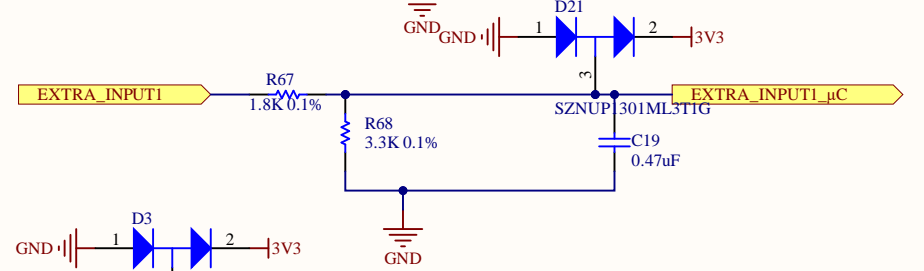 D21
GND
GND
1
2
3V3
3
EXTRA_INPUT1
R67
1.8K 0.1%
EXTRA_INPUT1_µC
SZNUP1301ML3T1G
R68
3.3K 0.1%
C19
0.47uF
D3
GND
1
2
3V3
GND